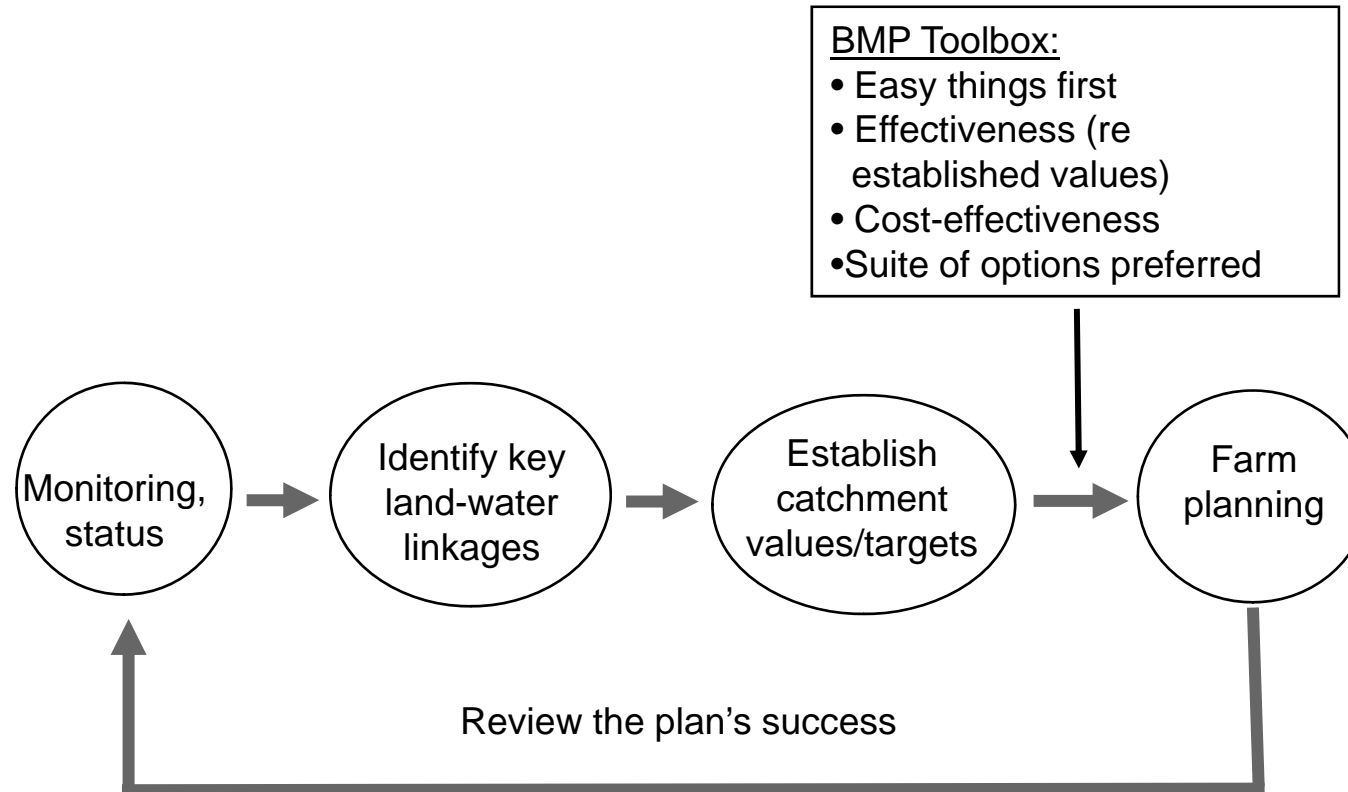 BMP Toolbox:
• Easy things first
• Effectiveness (re
established values)
• Cost-effectiveness
•Suite of options preferred
Monitoring,
status
Identify key
land-water
linkages
Establish
catchment
values/targets
Farm
planning
Review the plan’s success